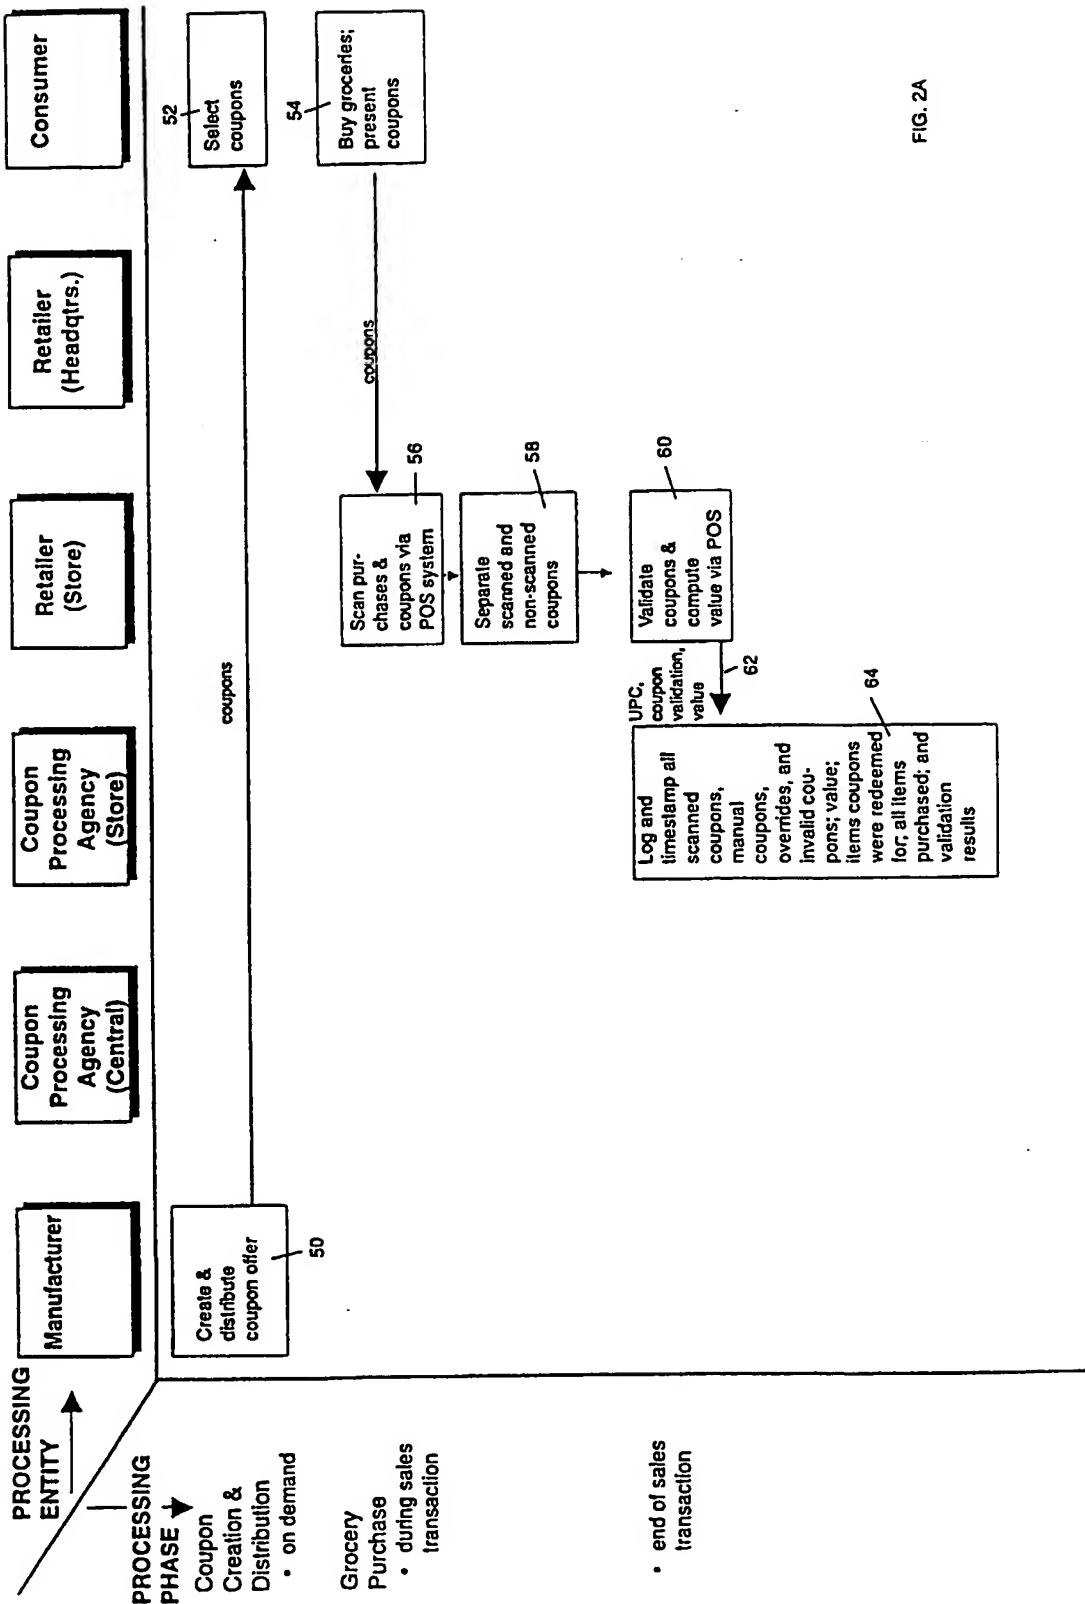 PROCESSING
ENTITY
PROCESSING
PHASE
Manufacturer
Coupon
Processing
Agency
(Central)
Coupon
Processing
Agency
(Store)
Retailer
(Store)
Retailer
(Headqtrs.)
Consumer
Coupon
Creation &
Distribution
• on demand
Create &
distribute
coupon offer
50
coupons
52
Select
coupons
Grocery
Purchase
• during sales
transaction
54
Buy groceries;
present
coupons
coupons
Scan pur-
chases &
coupons via
POS system
56
Separate
scanned and
non-scanned
coupons
58
• end of sales
transaction
Validate
coupons &
compute
value via POS
60
UPC,
coupon
validation,
value
62
Log and
timestamp all
scanned
coupons,
manual
coupons,
overrides, and
invalid cou-
pons; value;
items coupons
were redeemed
for; all items
purchased; and
validation
results
64
FIG. 2A